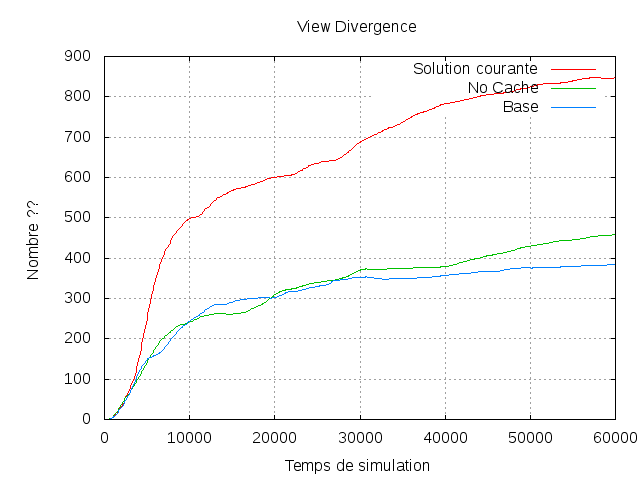 View Divergence
900
800
700
600
500
400
300
200
100
0
Nombre ??
Solution courante
No Cache
Base
0 10000 20000 30000 40000 50000 60000
Temps de simulation